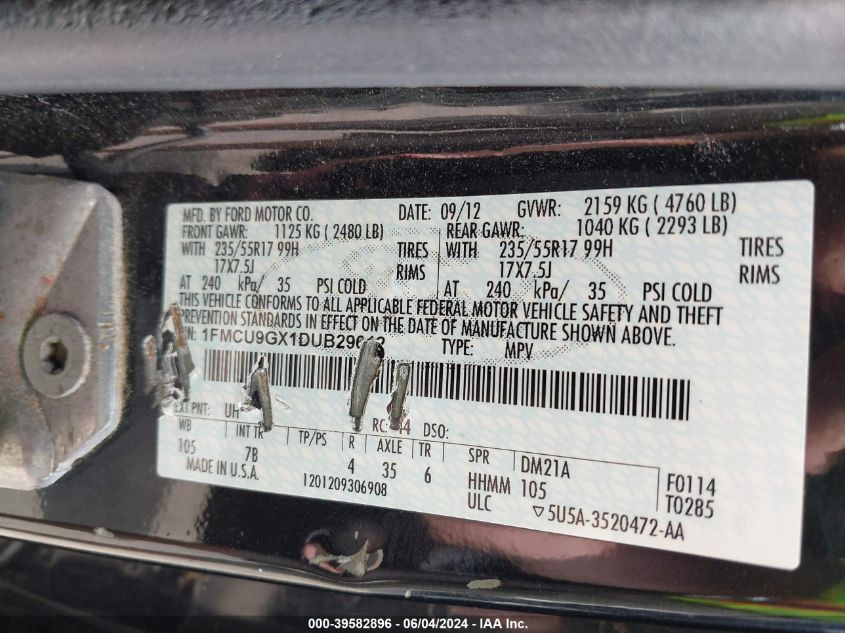 MFD. BY FORD MOTOR CO. DATE: 09/12 GVWR: 2159 KG ( 4760 LB)
FRONT GAWR: 1125 KG ( 2480 LB) REAR GAWR: 1040 KG ( 2293 LB)
WITH 235/55R17 99H TIRES WITH 235/55R17 99H TIRES
17X7.5J RIMS 17X7.5J RIMS
AT 240 kPa/ 35 PSI COLD AT 240 kPa/ 35 PSI COLD
THIS VEHICLE CONFORMS TO ALL APPLICABLE FEDERAL MOTOR VEHICLE SAFETY AND THEFT
PREVENTION STANDARDS IN EFFECT ON THE DATE OF MANUFACTURE SHOWN ABOVE.
TYPE: MPV
EXT PNT: UH RC: DSO:
WB INT TR TP/PS R AXLE TR SPR DM21A F0114
105 7B 4 35 6 HHMM 105 T0285
MADE IN U.S.A. 1201209306908 ULC ▽5U5A-3520472-AA
000-39582896 - 06/04/2024 - IAA Inc.